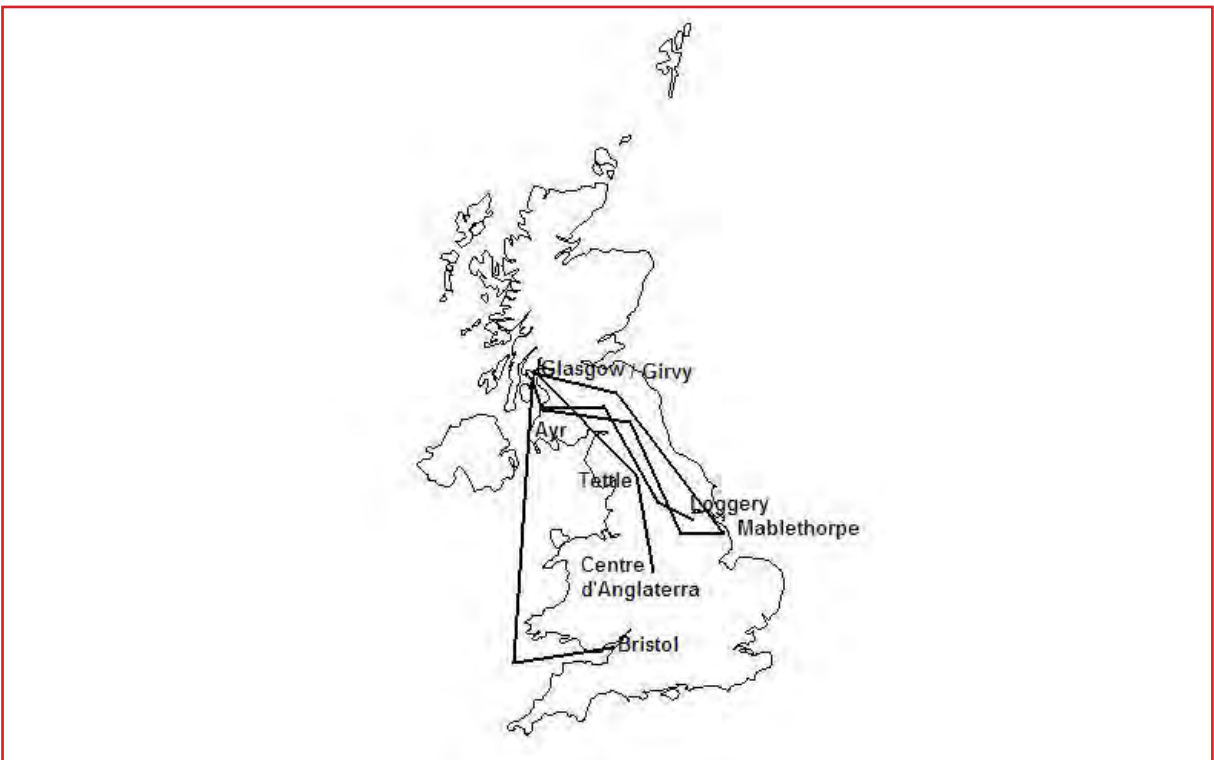 Glasgow / Girvy
Ayr
Tettle
Loggery
Mablethorpe
Centre
d'Anglaterra
Bristol